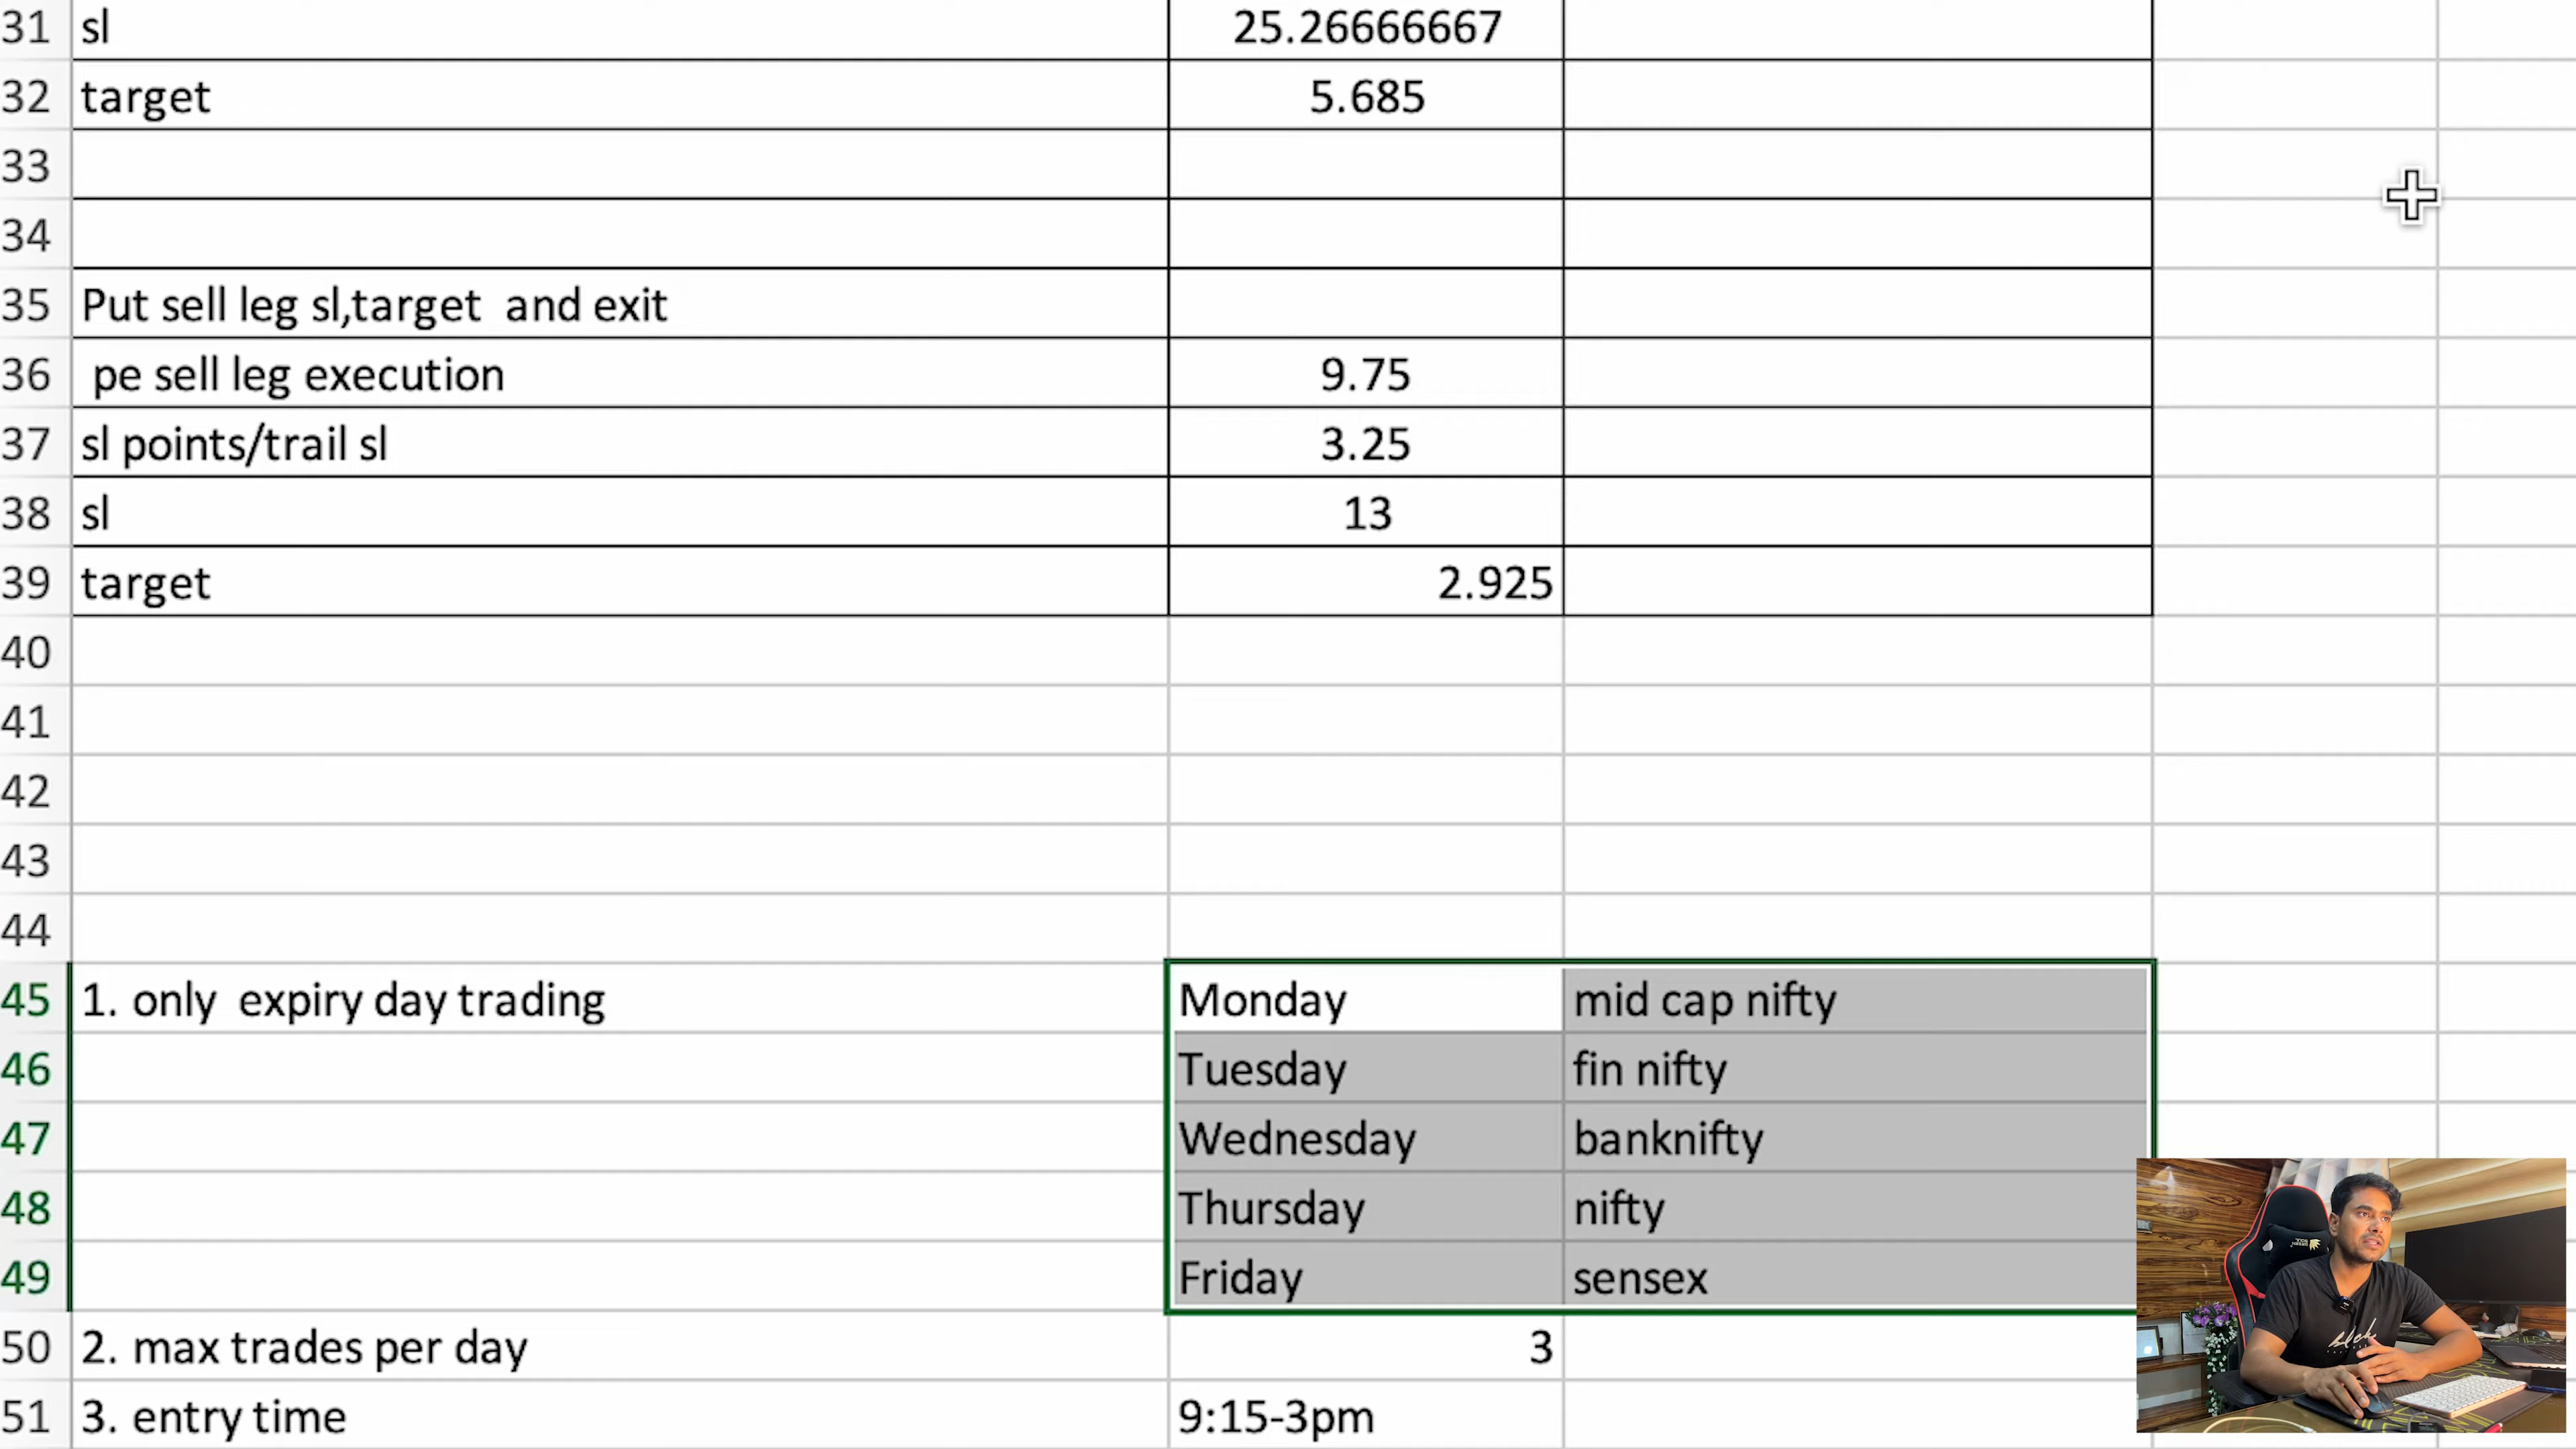 31 sl 25.26666667
32 target 5.685
33
34
35 Put sell leg sl,target and exit
36 pe sell leg execution 9.75
37 sl points/trail sl 3.25
38 sl 13
39 target 2.925
40
41
42
43
44
45 1. only expiry day trading Monday mid cap nifty
46 Tuesday fin nifty
47 Wednesday banknifty
48 Thursday nifty
49 Friday sensex
50 2. max trades per day 3
51 3. entry time 9:15-3pm